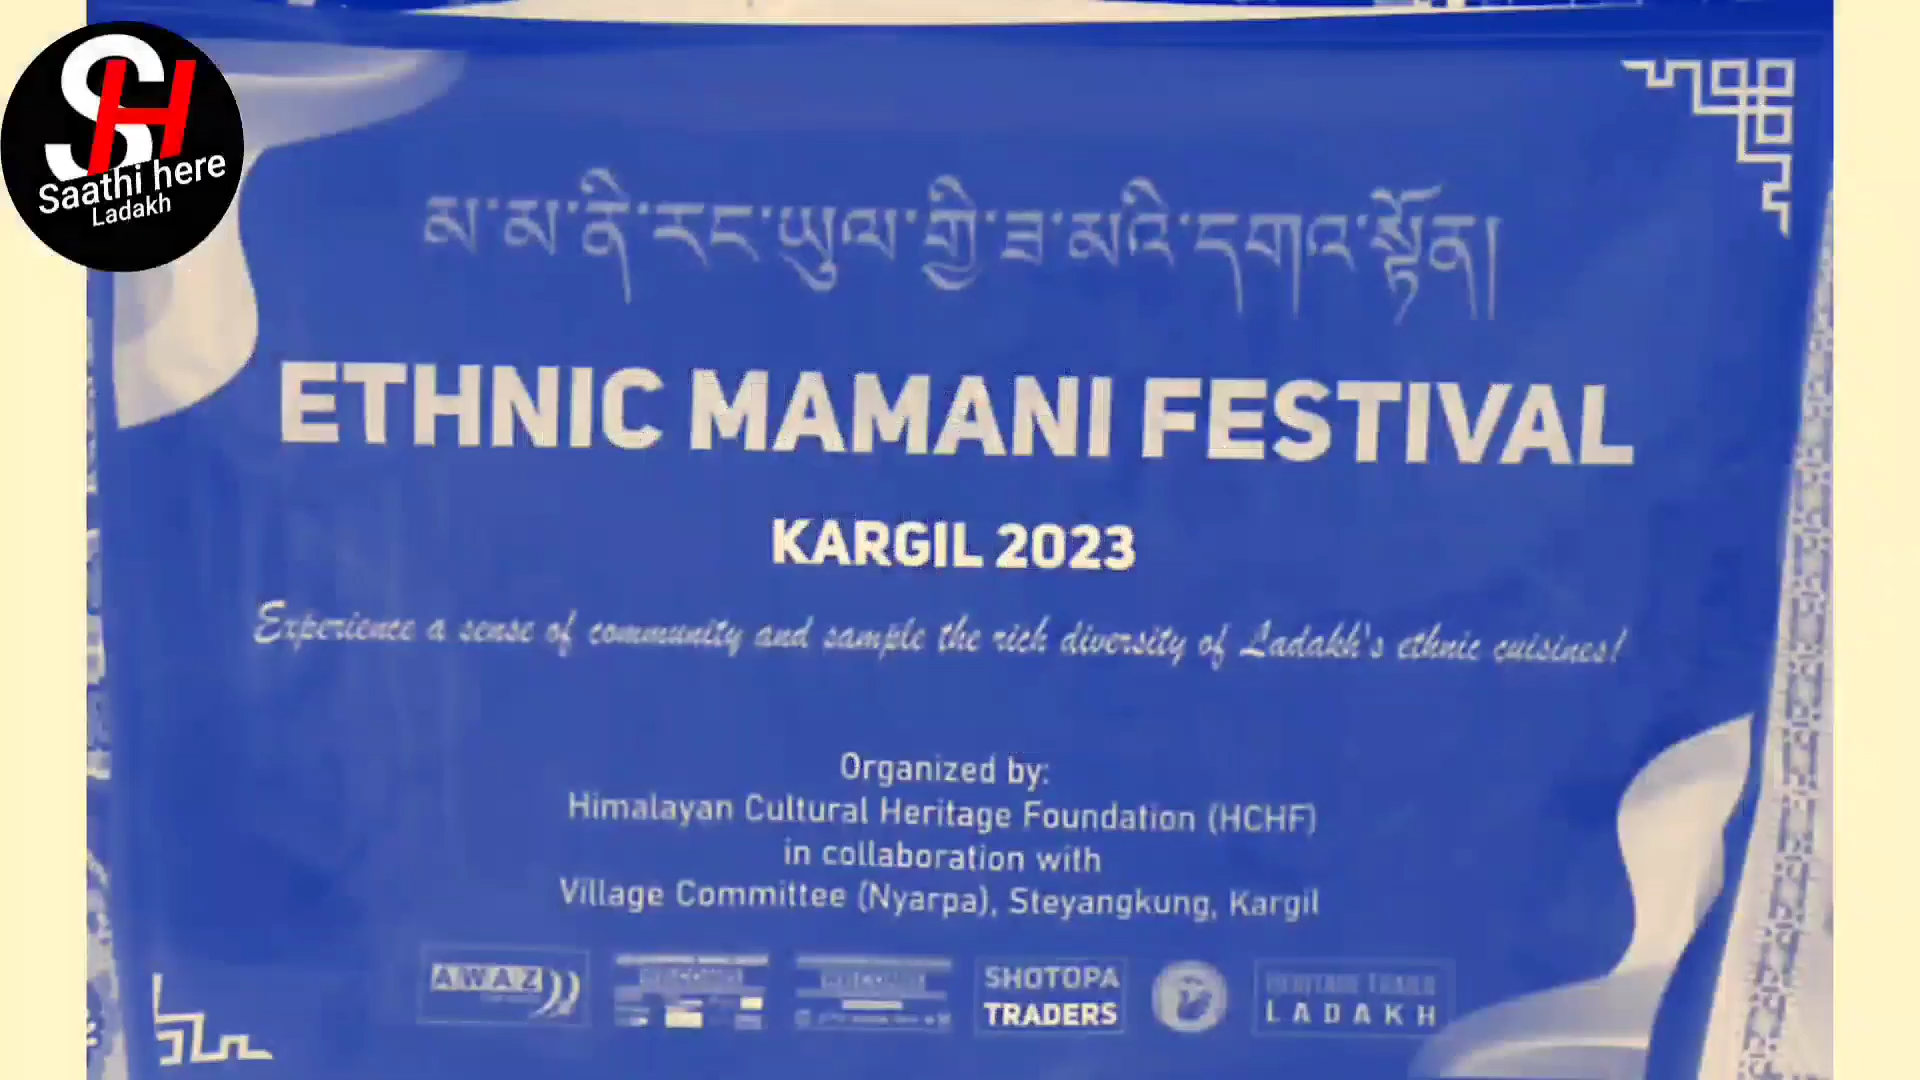 SH
Saathi here
Ladakh
མ་མ་ནི་རང་ཡུལ་གྱི་ཟ་མའི་དགའ་སྟོན།
ETHNIC MAMANI FESTIVAL
KARGIL 2023
Experience a sense of community and sample the rich diversity of Ladakh's ethnic cuisines!
Organized by:
Himalayan Cultural Heritage Foundation (HCHF)
in collaboration with
Village Committee (Nyarpa), Steyangkung, Kargil
AWAZ
SHOTOPA
TRADERS
HERITAGE TRAILS
LADAKH